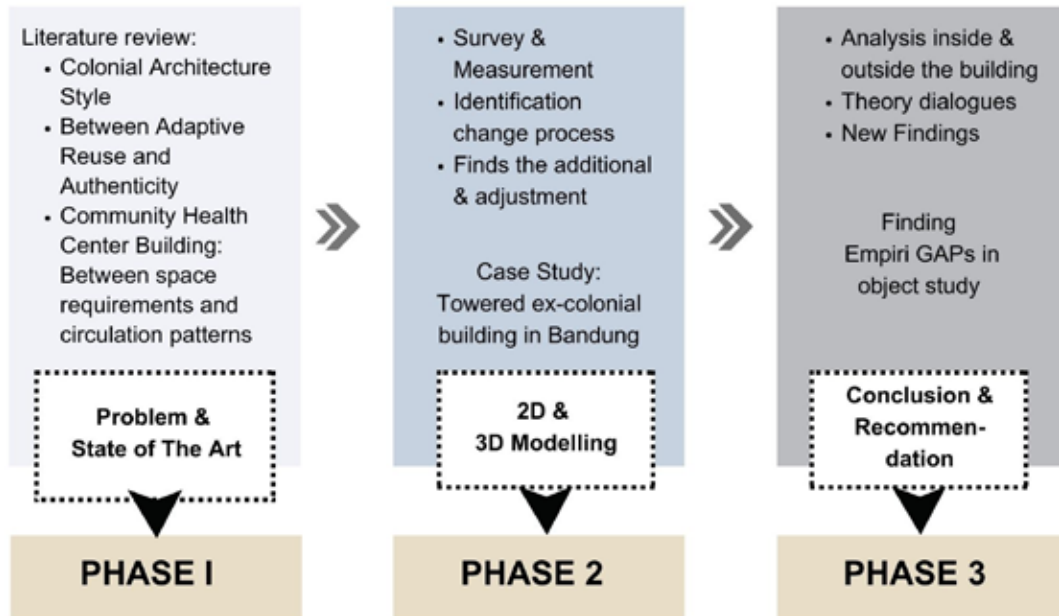 Literature review:
• Colonial Architecture
Style
• Between Adaptive
Reuse and
Authenticity
• Community Health
Center Building:
Between space
requirements and
circulation patterns
Problem &
State of The Art
PHASE I
• Survey &
Measurement
• Identification
change process
• Finds the additional
& adjustment
Case Study:
Towered ex-colonial
building in Bandung
2D &
3D Modelling
PHASE 2
• Analysis inside &
outside the building
• Theory dialogues
• New Findings
Finding
Empiri GAPs in
object study
Conclusion &
Recommen-
dation
PHASE 3